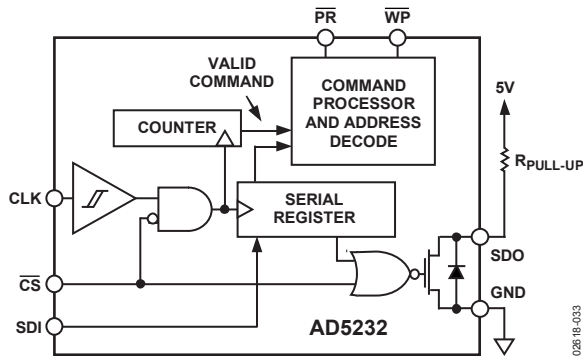 PR WP
VALID
COMMAND
COMMAND
PROCESSOR
AND ADDRESS
DECODE
5V
COUNTER
RPULL-UP
CLK
SERIAL
REGISTER
SDO
CS
GND
SDI
AD5232
02618-033